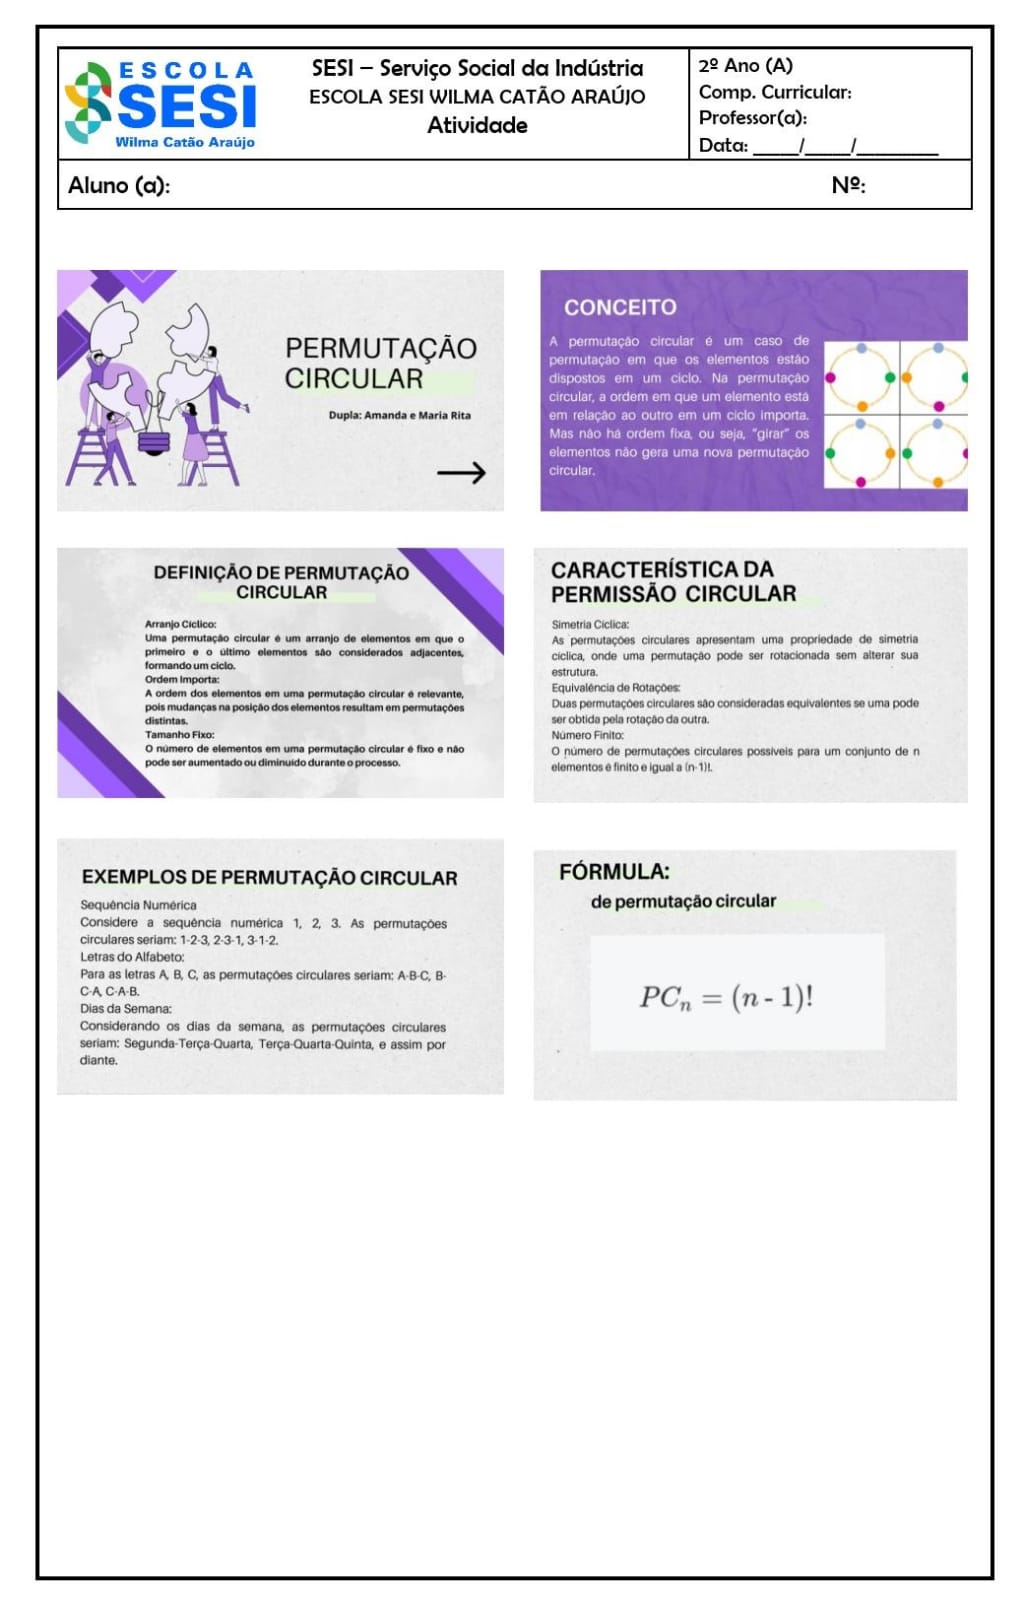 ESCOLA
SESI
Wilma Catão Araújo
SESI – Serviço Social da Indústria
ESCOLA SESI WILMA CATÃO ARAÚJO
Atividade
2º Ano (A)
Comp. Curricular:
Professor(a):
Data: _____/_____/_________
Aluno (a):
Nº:
PERMUTAÇÃO
CIRCULAR
Dupla: Amanda e Maria Rita
CONCEITO
A permutação circular é um caso de
permutação em que os elementos estão
dispostos em um ciclo. Na permutação
circular, a ordem em que um elemento está
em relação ao outro em um ciclo importa.
Mas não há ordem fixa, ou seja, "girar" os
elementos não gera uma nova permutação
circular.
DEFINIÇÃO DE PERMUTAÇÃO
CIRCULAR
Arranjo Cíclico:
Uma permutação circular é um arranjo de elementos em que o
primeiro e o último elementos são considerados adjacentes,
formando um ciclo.
Ordem Importa:
A ordem dos elementos em uma permutação circular é relevante,
pois mudanças na posição dos elementos resultam em permutações
distintas.
Tamanho Fixo:
O número de elementos em uma permutação circular é fixo e não
pode ser aumentado ou diminuído durante o processo.
CARACTERÍSTICA DA
PERMISSÃO CIRCULAR
Simetria Cíclica:
As permutações circulares apresentam uma propriedade de simetria
cíclica, onde uma permutação pode ser rotacionada sem alterar sua
estrutura.
Equivalência de Rotações:
Duas permutações circulares são consideradas equivalentes se uma pode
ser obtida pela rotação da outra.
Número Finito:
O número de permutações circulares possíveis para um conjunto de n
elementos é finito e igual a (n-1)!.
EXEMPLOS DE PERMUTAÇÃO CIRCULAR
Sequência Numérica
Considere a sequência numérica 1, 2, 3. As permutações
circulares seriam: 1-2-3, 2-3-1, 3-1-2.
Letras do Alfabeto:
Para as letras A, B, C, as permutações circulares seriam: A-B-C, B-
C-A, C-A-B.
Dias da Semana:
Considerando os dias da semana, as permutações circulares
seriam: Segunda-Terça-Quarta, Terça-Quarta-Quinta, e assim por
diante.
FÓRMULA:
de permutação circular
PCₙ = (n - 1)!